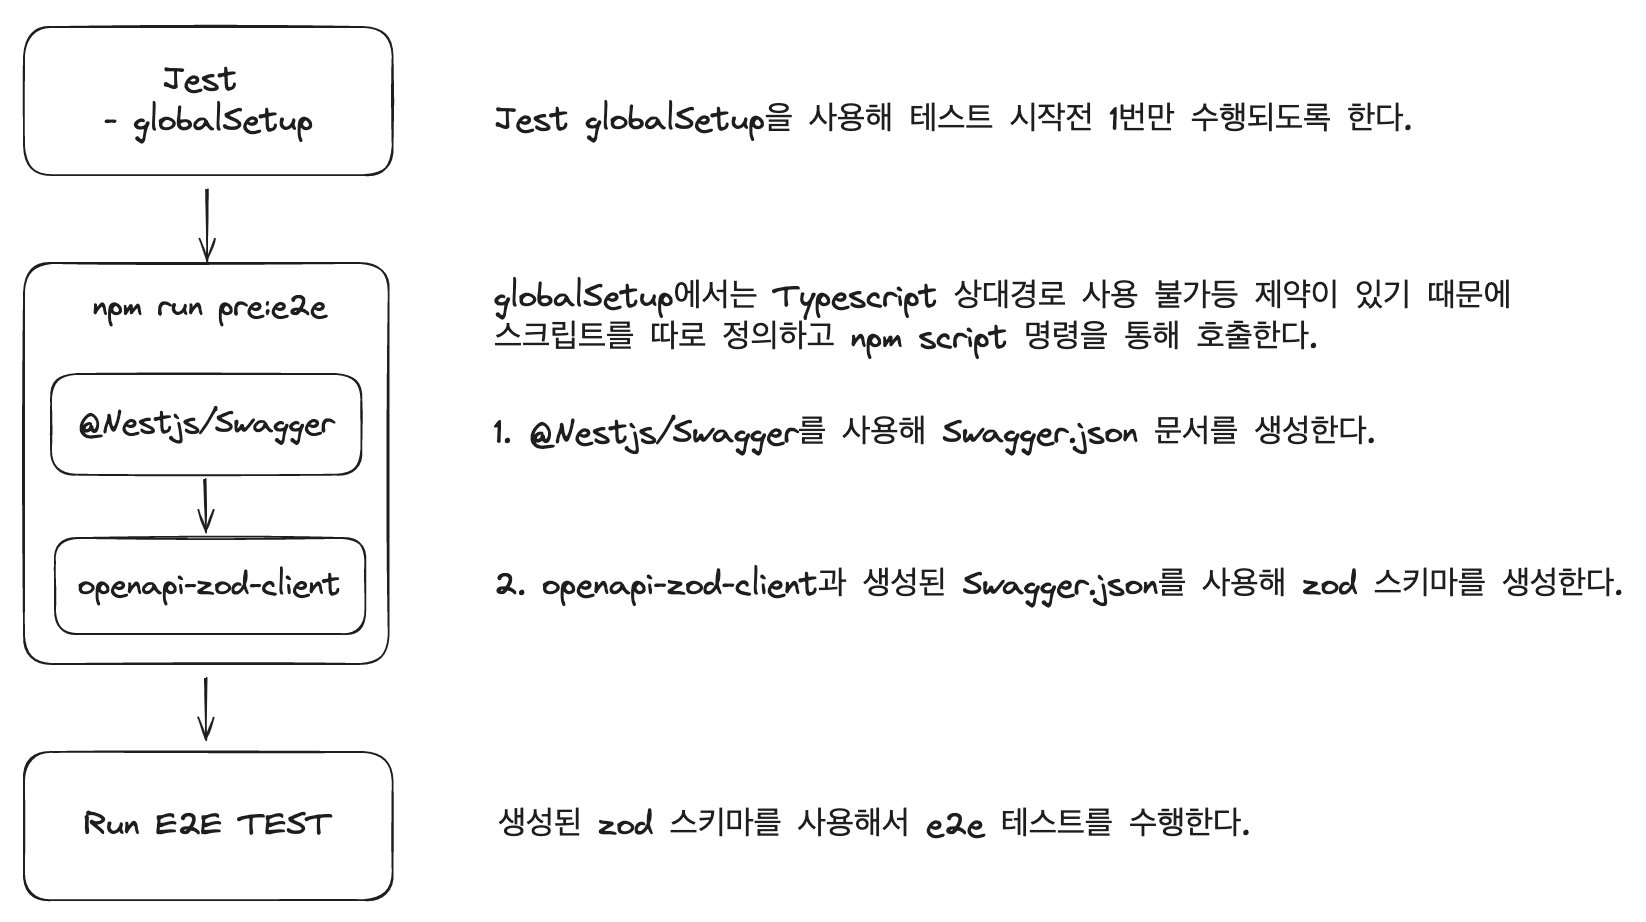 Jest
- globalSetup
Jest globalSetup을 사용해 테스트 시작전 1번만 수행되도록 한다.
npm run pre:e2e
globalSetup에서는 Typescript 상대경로 사용 불가등 제약이 있기 때문에
스크립트를 따로 정의하고 npm script 명령을 통해 호출한다.
@Nestjs/Swagger
1. @Nestjs/Swagger를 사용해 Swagger.json 문서를 생성한다.
openapi-zod-client
2. openapi-zod-client과 생성된 Swagger.json를 사용해 zod 스키마를 생성한다.
Run E2E TEST
생성된 zod 스키마를 사용해서 e2e 테스트를 수행한다.